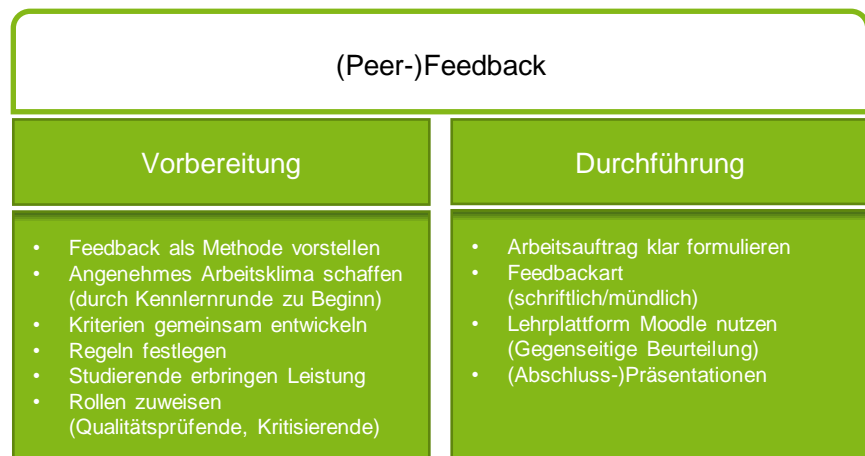 (Peer-)Feedback
Vorbereitung
• Feedback als Methode vorstellen
• Angenehmes Arbeitsklima schaffen
(durch Kennlernrunde zu Beginn)
• Kriterien gemeinsam entwickeln
• Regeln festlegen
• Studierende erbringen Leistung
• Rollen zuweisen
(Qualitätsprüfende, Kritisierende)
Durchführung
• Arbeitsauftrag klar formulieren
• Feedbackart
(schriftlich/mündlich)
• Lehrplattform Moodle nutzen
(Gegenseitige Beurteilung)
• (Abschluss-)Präsentationen